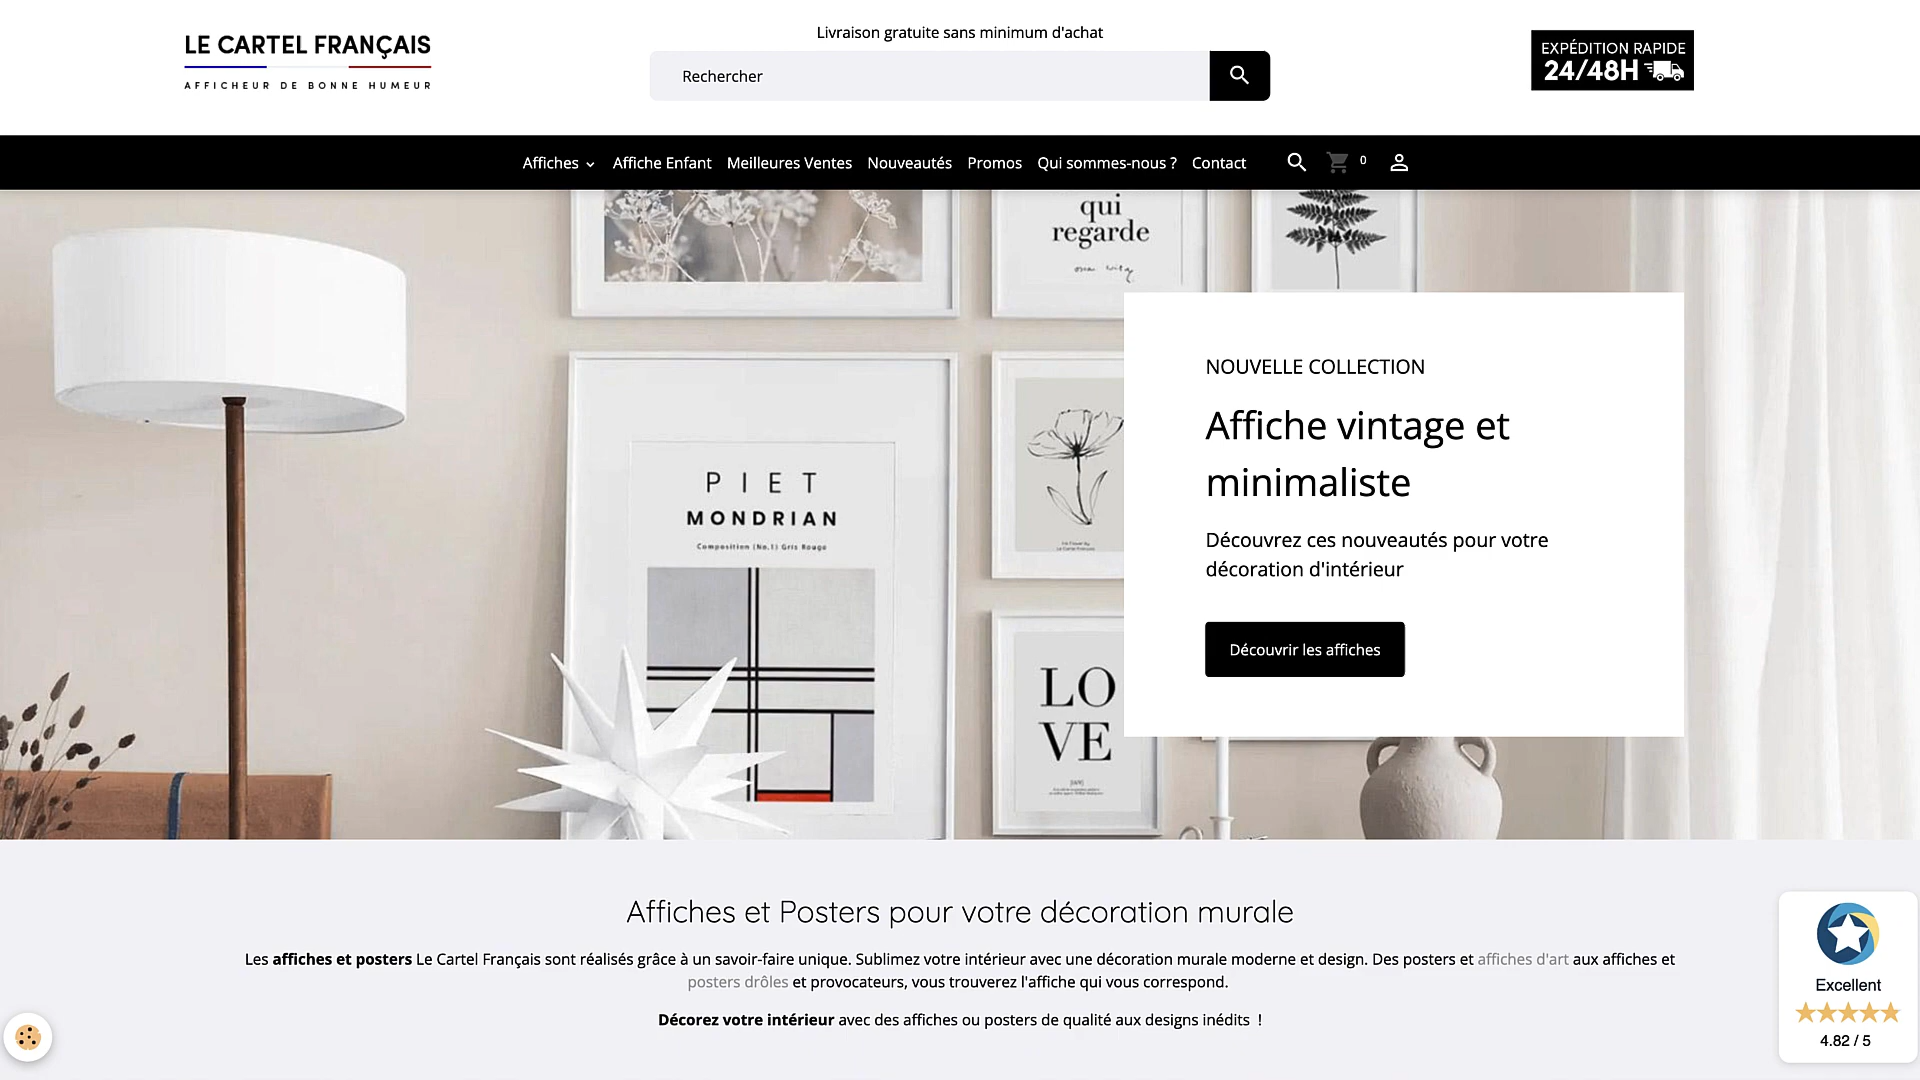 LE CARTEL FRANÇAIS
AFFICHEUR DE BONNE HUMEUR
Livraison gratuite sans minimum d'achat
Rechercher
EXPÉDITION RAPIDE
24/48H
Affiches
Affiche Enfant
Meilleures Ventes
Nouveautés
Promos
Qui sommes-nous ?
Contact
0
qui
regarde
NOUVELLE COLLECTION
Affiche vintage et
minimaliste
Découvrez ces nouveautés pour votre
décoration d'intérieur
Découvrir les affiches
PIET
MONDRIAN
Composition (No.1) Gris Rouge
LO
VE
Affiches et Posters pour votre décoration murale
Les affiches et posters Le Cartel Français sont réalisés grâce à un savoir-faire unique. Sublimez votre intérieur avec une décoration murale moderne et design. Des posters et affiches d'art aux affiches et
posters drôles et provocateurs, vous trouverez l'affiche qui vous correspond.
Décorez votre intérieur avec des affiches ou posters de qualité aux designs inédits !
Excellent
4.82 / 5